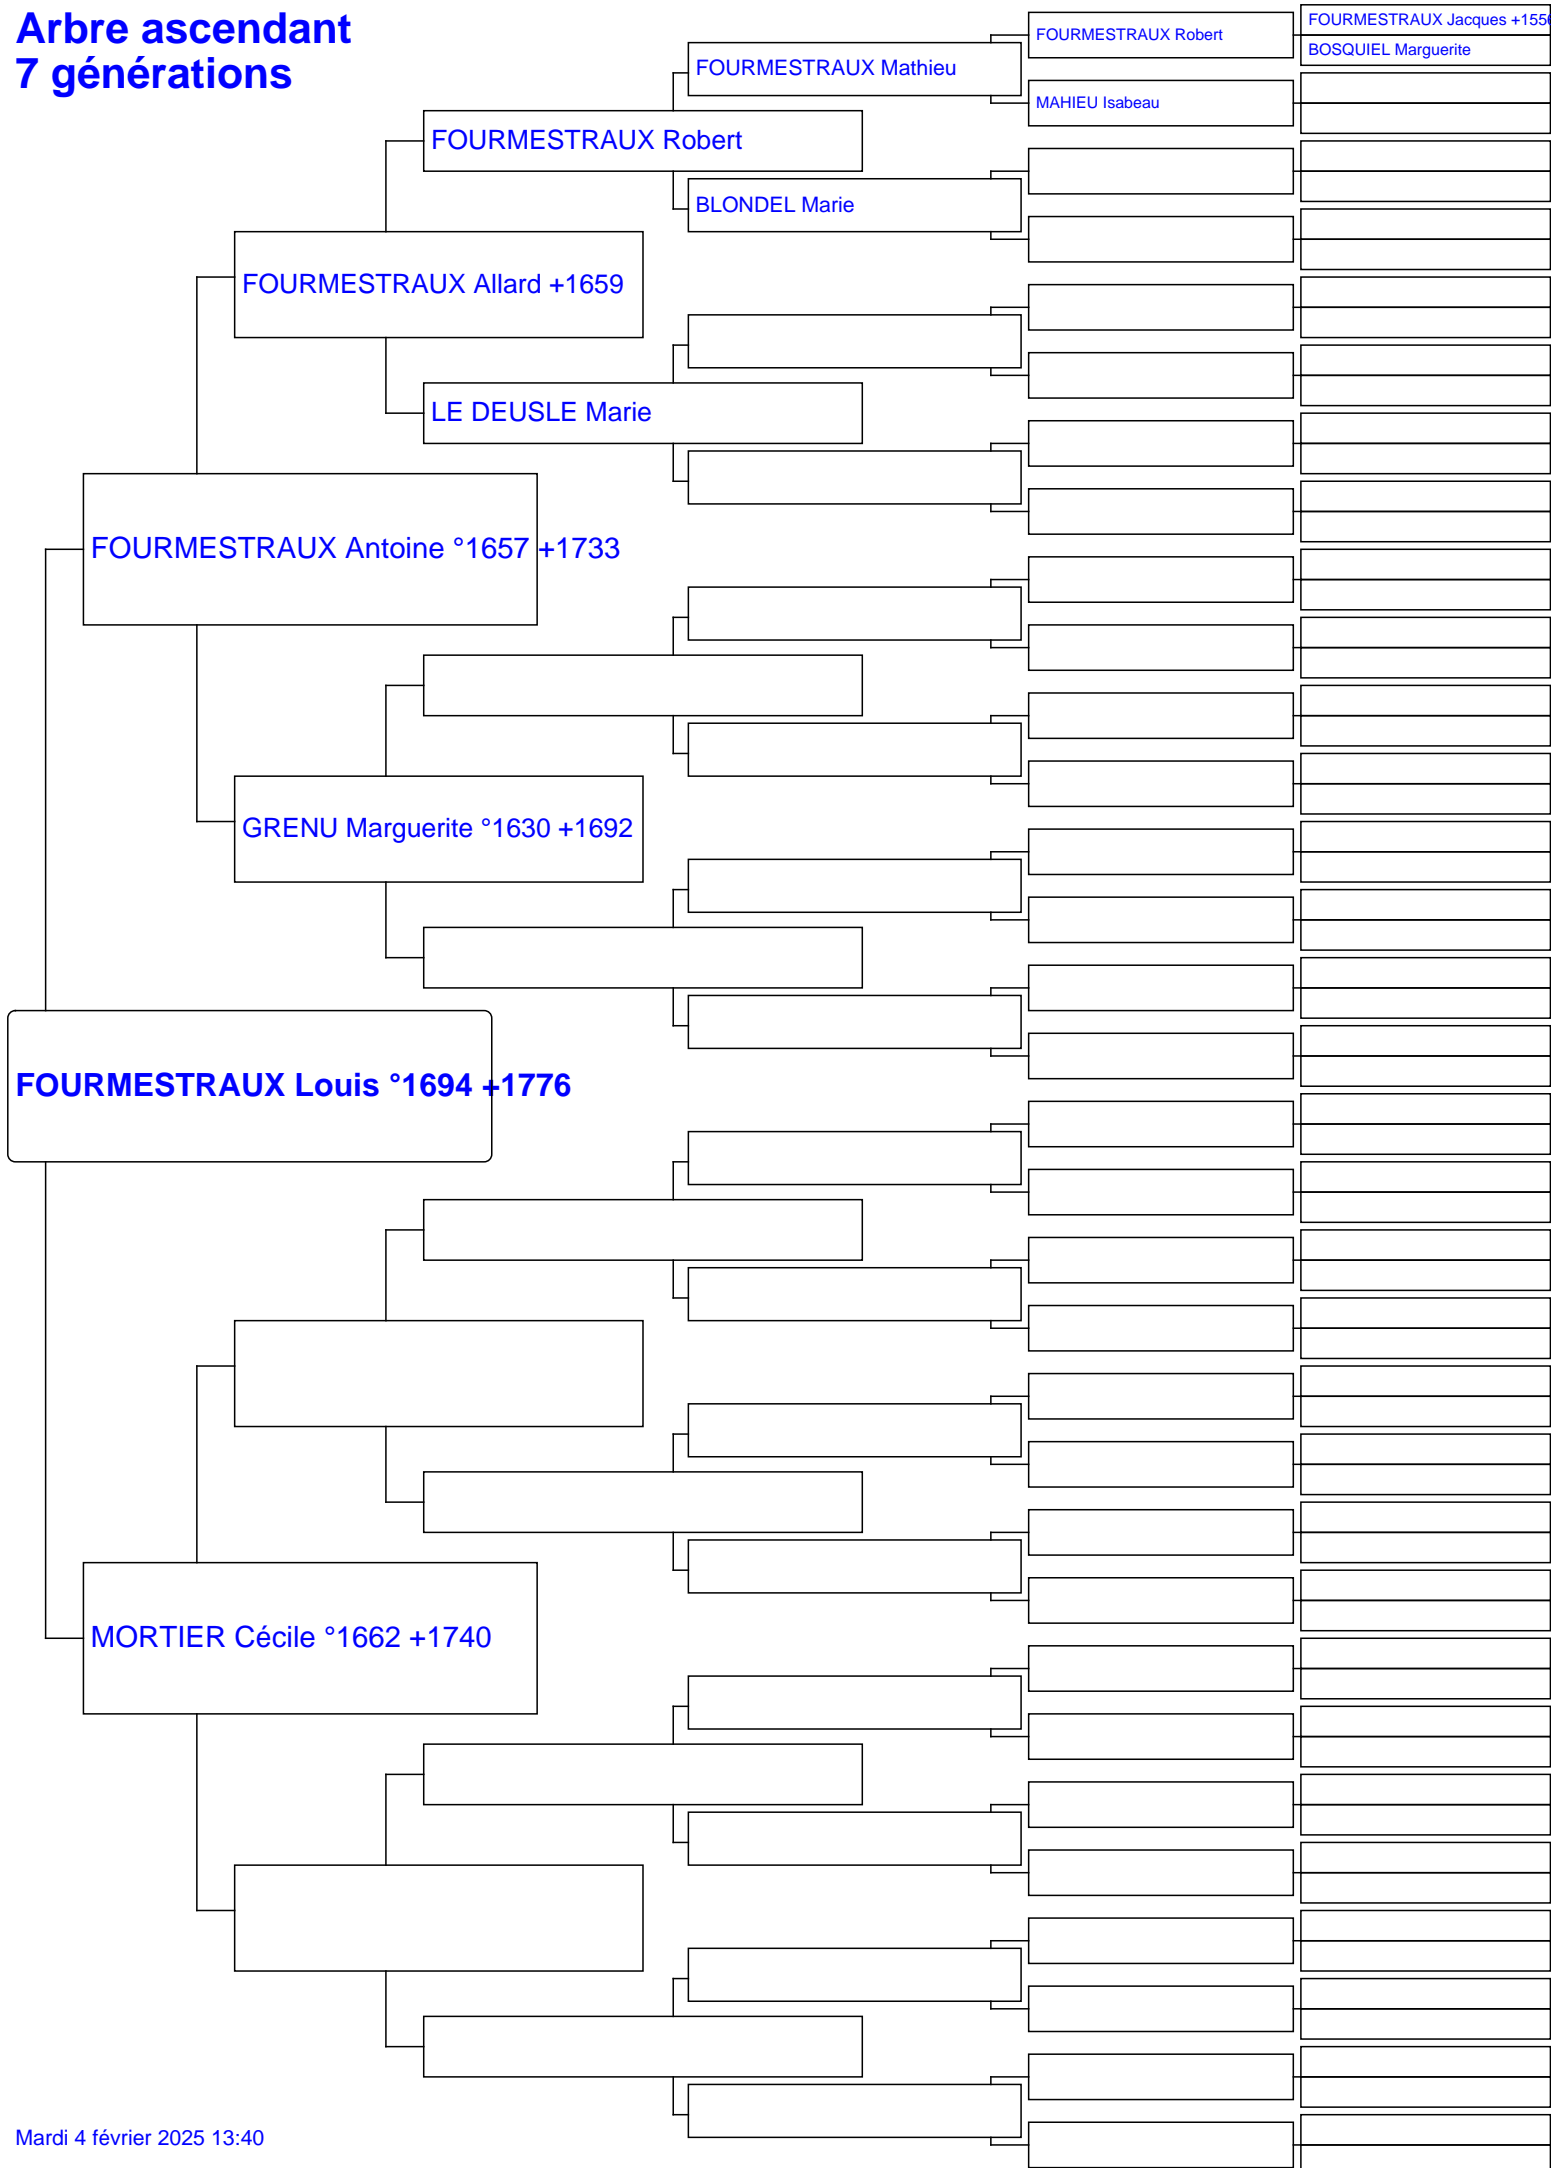 Arbre ascendant
7 générations
FOURMESTRAUX Jacques +1556
BOSQUIEL Marguerite
FOURMESTRAUX Robert
FOURMESTRAUX Mathieu
MAHIEU Isabeau
FOURMESTRAUX Robert
BLONDEL Marie
FOURMESTRAUX Allard +1659
LE DEUSLE Marie
FOURMESTRAUX Antoine °1657 +1733
GRENU Marguerite °1630 +1692
FOURMESTRAUX Louis °1694 +1776
MORTIER Cécile °1662 +1740
Mardi 4 février 2025 13:40